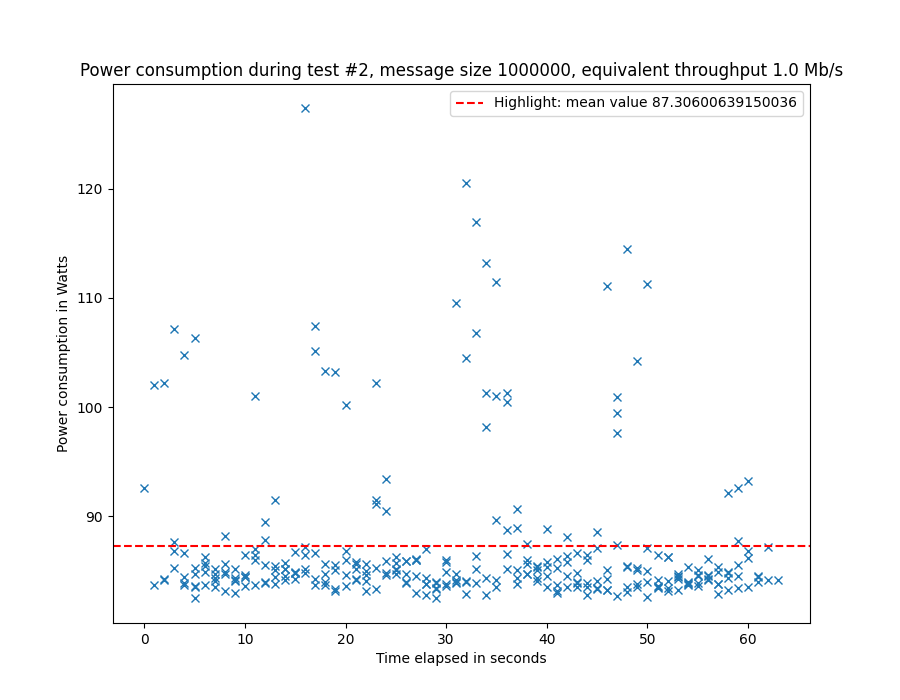 Power consumption during test #2, message size 1000000, equivalent throughput 1.0 Mb/s
Highlight: mean value 87.30600639150036
120
110
100
90
Power consumption in Watts
0 10 20 30 40 50 60
Time elapsed in seconds